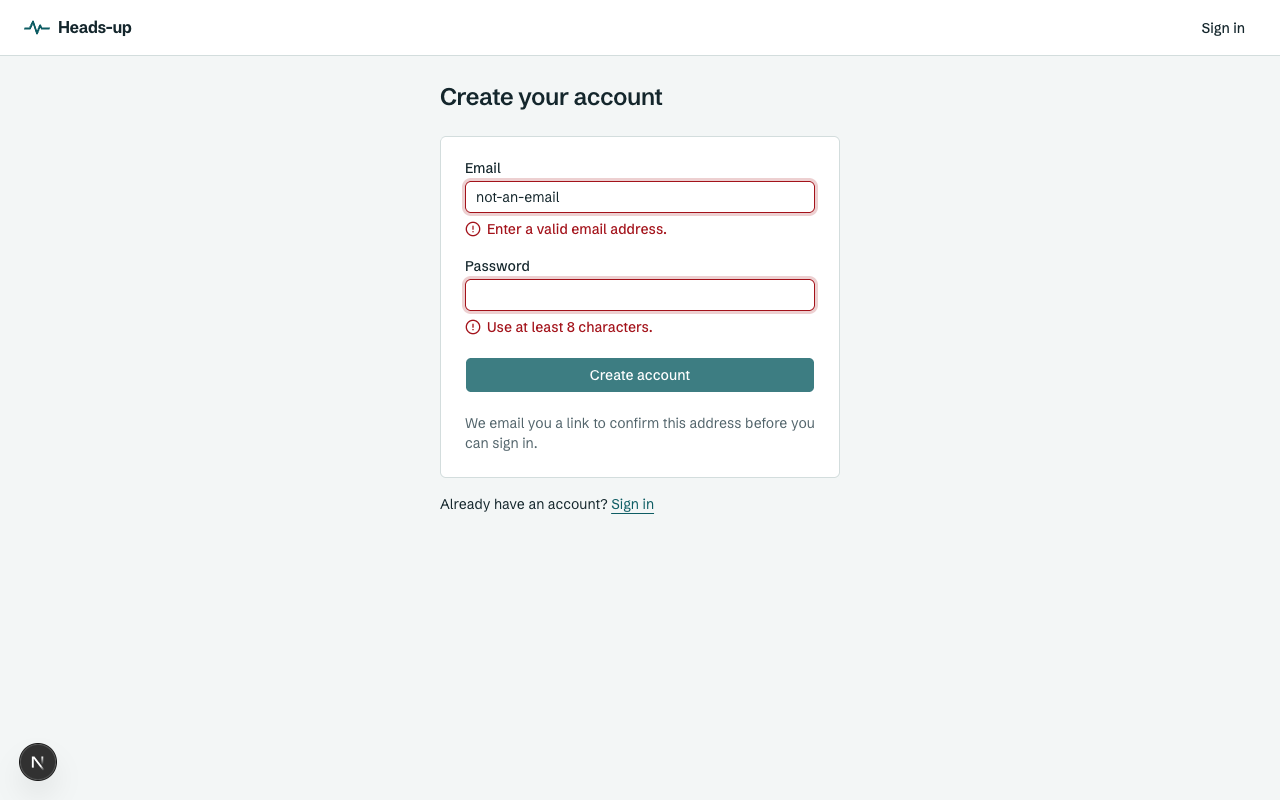 Heads-up
Sign in
Create your account
Email
not-an-email
Enter a valid email address.
Password
Use at least 8 characters.
Create account
We email you a link to confirm this address before you
can sign in.
Already have an account? Sign in
N